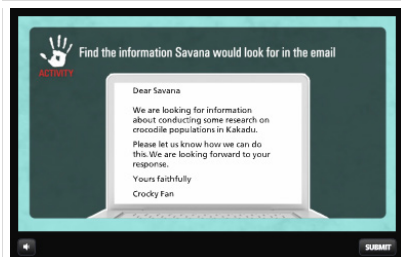 Find the information Savana would look for in the email
ACTIVITY
Dear Savana
We are looking for information
about conducting some research on
crocodile populations in Kakadu.
Please let us know how we can do
this. We are looking forward to your
response.
Yours faithfully
Crocky Fan
SUBMIT